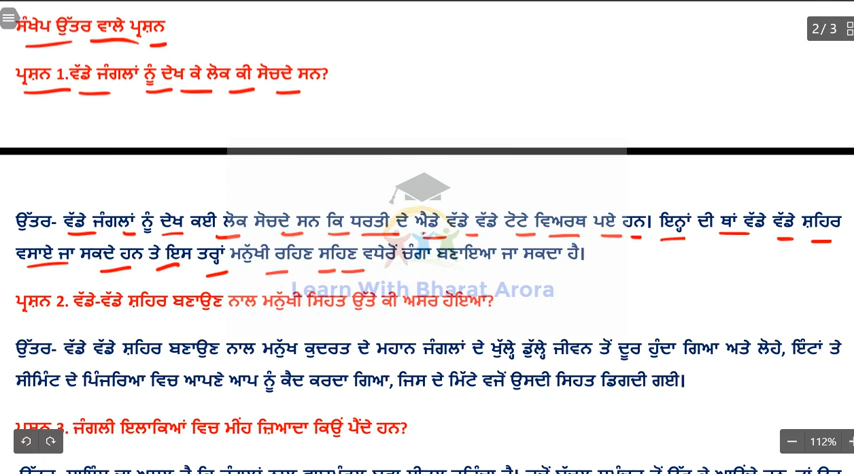 ਸੰਖੇਪ ਉੱਤਰ ਵਾਲੇ ਪ੍ਰਸ਼ਨ
2 / 3
ਪ੍ਰਸ਼ਨ 1.ਵੱਡੇ ਜੰਗਲਾਂ ਨੂੰ ਦੇਖ ਕੇ ਲੋਕ ਕੀ ਸੋਚਦੇ ਸਨ?
ਉੱਤਰ- ਵੱਡੇ ਜੰਗਲਾਂ ਨੂੰ ਦੇਖ ਕਈ ਲੋਕ ਸੋਚਦੇ ਸਨ ਕਿ ਧਰਤੀ ਦੇ ਐਡੇ ਵੱਡੇ ਵੱਡੇ ਟੋਟੇ ਵਿਅਰਥ ਪਏ ਹਨ। ਇਨ੍ਹਾਂ ਦੀ ਥਾਂ ਵੱਡੇ ਵੱਡੇ ਸ਼ਹਿਰ
ਵਸਾਏ ਜਾ ਸਕਦੇ ਹਨ ਤੇ ਇਸ ਤਰ੍ਹਾਂ ਮਨੁੱਖੀ ਰਹਿਣ ਸਹਿਣ ਵਧੇਰੇਂ ਚੰਗਾ ਬਣਾਇਆ ਜਾ ਸਕਦਾ ਹੈ।
Learn With Bharat Arora
ਪ੍ਰਸ਼ਨ 2. ਵੱਡੇ-ਵੱਡੇ ਸ਼ਹਿਰ ਬਣਾਉਣ ਨਾਲ ਮਨੁੱਖੀ ਸਿਹਤ ਉੱਤੇ ਕੀ ਅਸਰ ਹੋਇਆ?
ਉੱਤਰ- ਵੱਡੇ ਵੱਡੇ ਸ਼ਹਿਰ ਬਣਾਉਣ ਨਾਲ ਮਨੁੱਖ ਕੁਦਰਤ ਦੇ ਮਹਾਨ ਜੰਗਲਾਂ ਦੇ ਖੁੱਲ੍ਹੇ ਡੁੱਲ੍ਹੇ ਜੀਵਨ ਤੋਂ ਦੂਰ ਹੁੰਦਾ ਗਿਆ ਅਤੇ ਲੋਹੇ, ਇੰਟਾਂ ਤੇ
ਸੀਮਿੰਟ ਦੇ ਪਿੰਜਰਿਆ ਵਿਚ ਆਪਣੇ ਆਪ ਨੂੰ ਕੈਦ ਕਰਦਾ ਗਿਆ, ਜਿਸ ਦੇ ਸਿੱਟੇ ਵਜੋਂ ਉਸਦੀ ਸਿਹਤ ਡਿਗਦੀ ਗਈ।
ਪ੍ਰਸ਼ਨ 3. ਜੰਗਲੀ ਇਲਾਕਿਆਂ ਵਿਚ ਮੀਂਹ ਜ਼ਿਆਦਾ ਕਿਉਂ ਪੈਂਦੇ ਹਨ?
112%